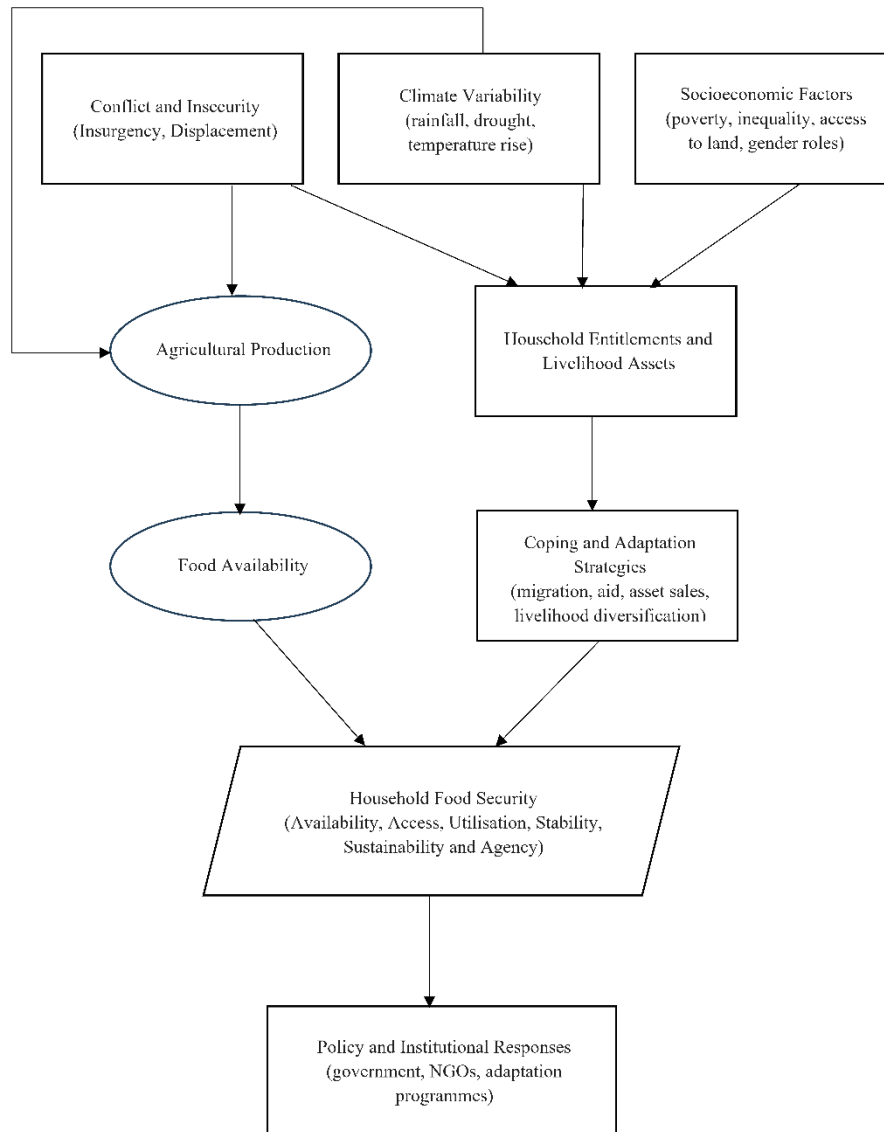 Conflict and Insecurity
(Insurgency, Displacement)
Climate Variability
(rainfall, drought,
temperature rise)
Socioeconomic Factors
(poverty, inequality, access
to land, gender roles)
Agricultural Production
Household Entitlements and
Livelihood Assets
Food Availability
Coping and Adaptation
Strategies
(migration, aid, asset sales,
livelihood diversification)
Household Food Security
(Availability, Access, Utilisation, Stability,
Sustainability and Agency)
Policy and Institutional Responses
(government, NGOs, adaptation
programmes)